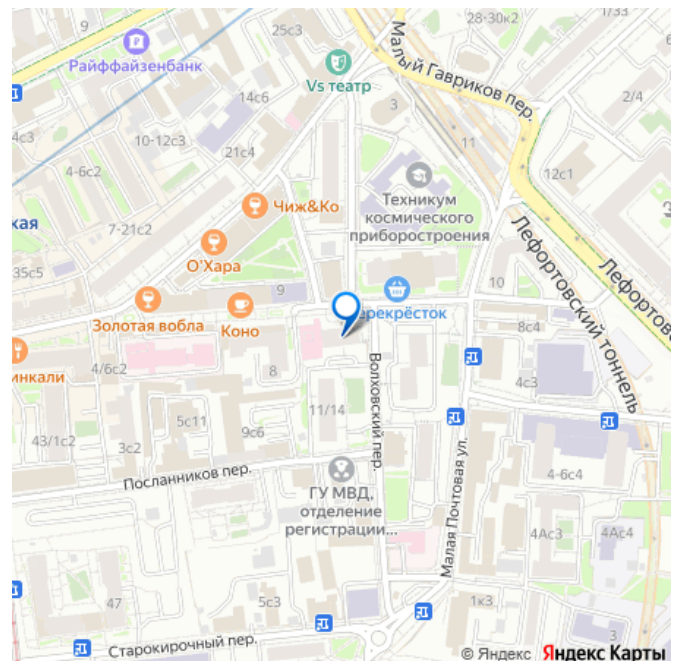 28-30к2
1/33
9
25с3
Райффайзенбанк
Малый Гавриков пер.
Vs театр
2/4
14с6
3
4с3
10-12с3
11
21с4
4-6с2
Техникум
космического
приборостроения
12с1
Чиж&Ко
кая
7-21с2
О'Хара
Лефортовский тоннель
Лефортово
35с5
9
10
Золотая вобла
Коно
ерекрёсток
8с4
инкали
4/6с2
8
4с3
Волховский пер.
5с11
11/14
43/1с2
3с2
9с6
Малая Почтовая ул.
Посланников пер.
4-6с4
ГУ МВД,
отделение
регистрации...
4Ас3
4Ас4
47
5с3
1к3
3
Старокирочный пер.
© Яндекс Яндекс Карты